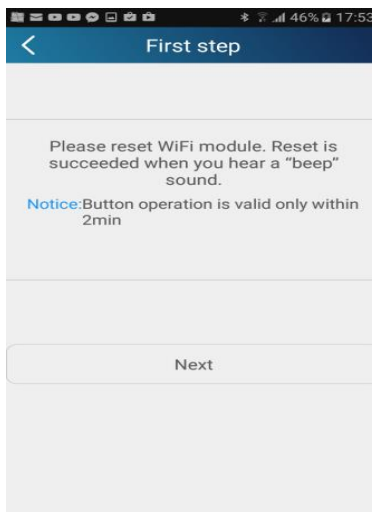 46% 17:53
First step
Please reset WiFi module. Reset is
succeeded when you hear a “beep”
sound.
Notice:Button operation is valid only within
2min
Next